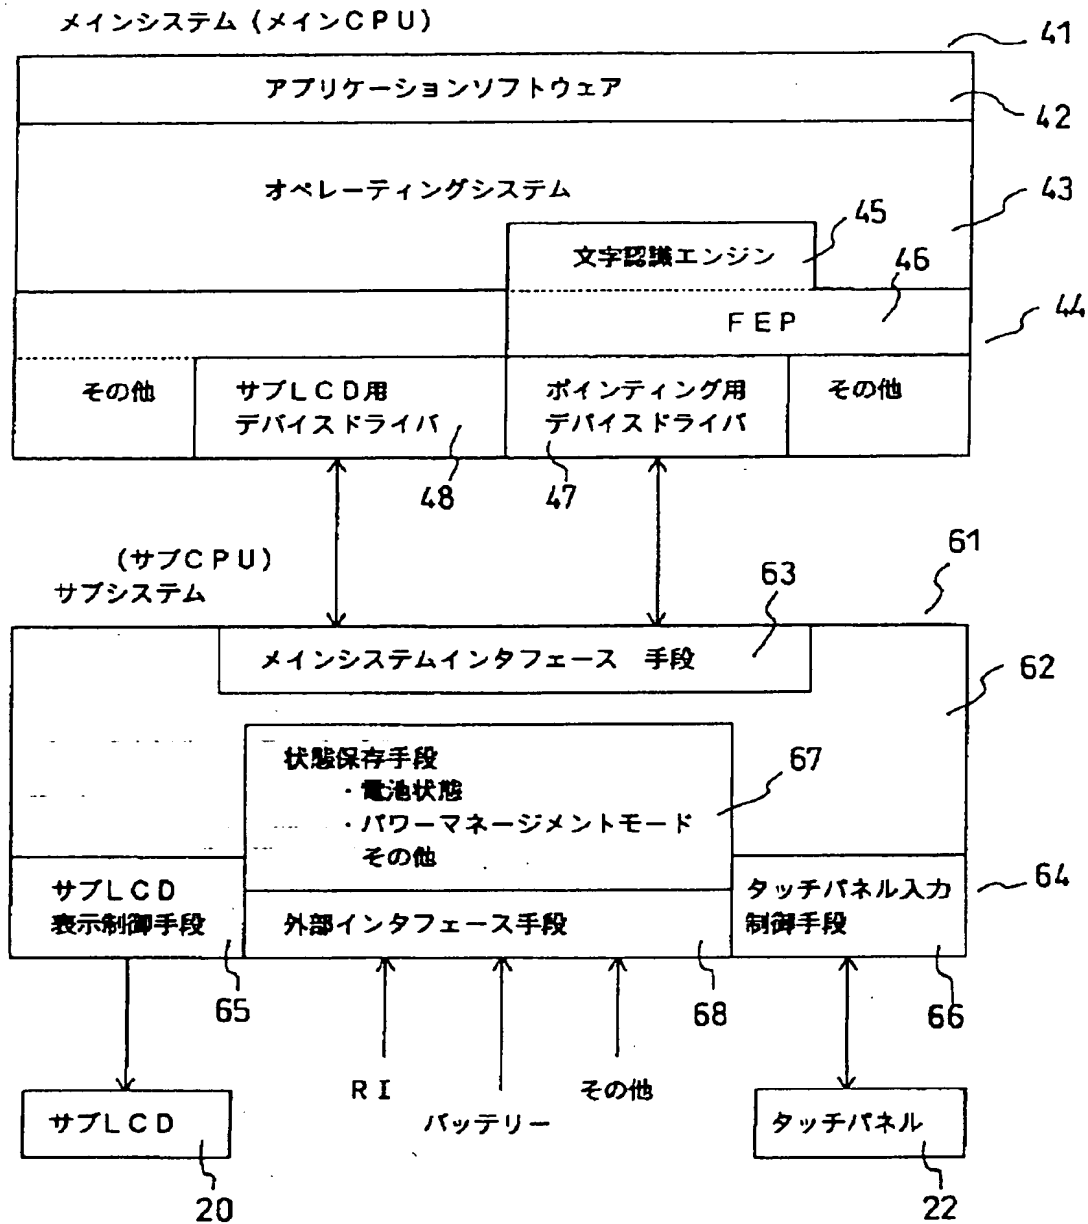 メインシステム(メインCPU)
41
アプリケーションソフトウェア
42
オペレーティングシステム
43
45
文字認識エンジン
46
FEP
44
その他
サブLCD用
デバイスドライバ
ポインティング用
デバイスドライバ
その他
48
47
(サブCPU)
サブシステム
61
63
メインシステムインタフェース 手段
62
状態保存手段
・電池状態
・パワーマネージメントモード
その他
67
サブLCD
表示制御手段
外部インタフェース手段
タッチパネル入力
制御手段
64
65
68
66
RI
バッテリー
その他
サブLCD
タッチパネル
20
22